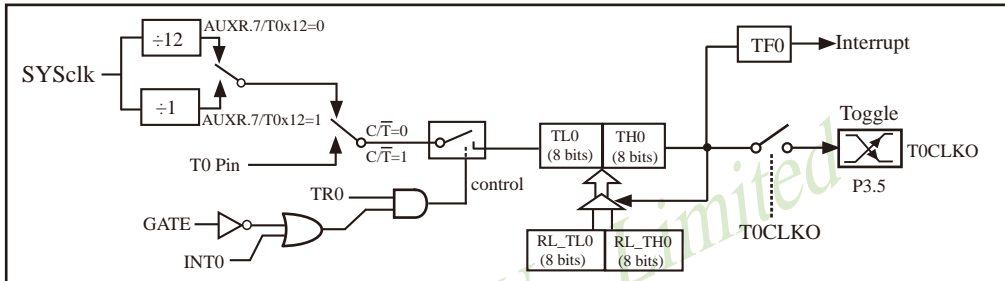 AUXR.7/T0x12=0
÷12
SYSclk
÷1
AUXR.7/T0x12=1
T0 Pin
C/T̅=0
C/T̅=1
TR0
GATE
INT0
control
TL0
(8 bits)
TH0
(8 bits)
RL_TL0
(8 bits)
RL_TH0
(8 bits)
TF0
Interrupt
Toggle
T0CLKO
P3.5
T0CLKO
Limited